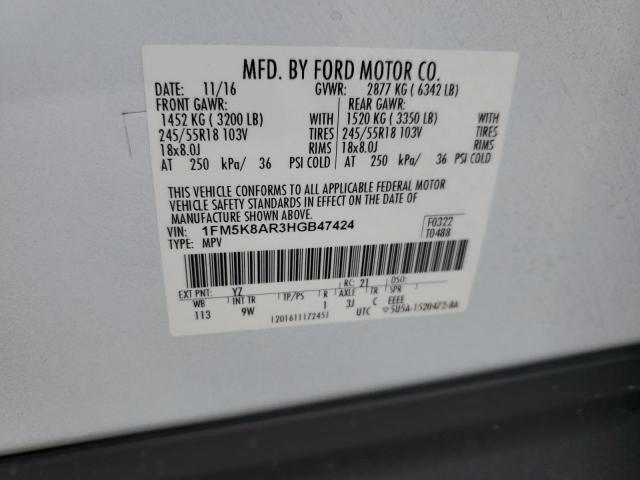 MFD. BY FORD MOTOR CO.
DATE: 11/16 GVWR: 2877 KG ( 6342 LB)
FRONT GAWR: REAR GAWR:
1452 KG ( 3200 LB) WITH 1520 KG ( 3350 LB) WITH
245/55R18 103V TIRES 245/55R18 103V TIRES
18x8.0J RIMS 18x8.0J RIMS
AT 250 kPa/ 36 PSI COLD AT 250 kPa/ 36 PSI COLD
THIS VEHICLE CONFORMS TO ALL APPLICABLE FEDERAL MOTOR
VEHICLE SAFETY STANDARDS IN EFFECT ON THE DATE OF
MANUFACTURE SHOWN ABOVE.
VIN: 1FM5K8AR3HGB47424 F0322
TYPE: MPV T0488
EXT PNT: YZ RC: 21 DSO:
WB INT TR TP/PS R AXLE TR SPR
113 9W 1 3J C EEEE
1201611172451 UTC ▽5U5A-1520472-BA